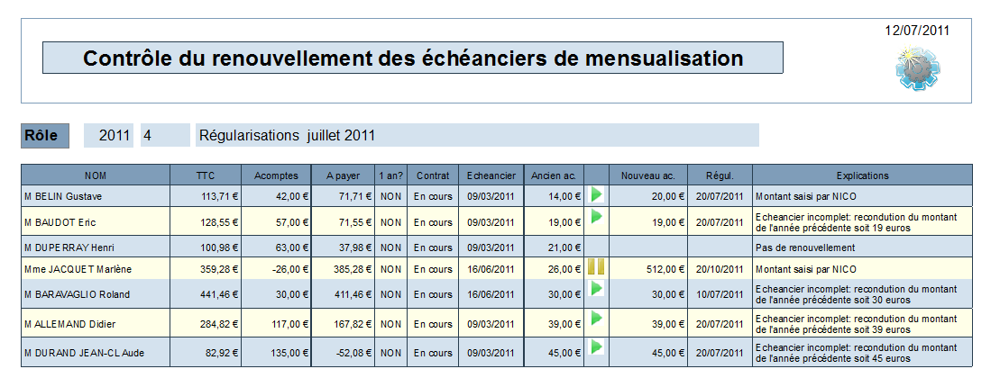 12/07/2011
Contrôle du renouvellement des échéanciers de mensualisation
Rôle 2011 4 Régularisations juillet 2011
NOM TTC Acomptes A payer 1 an? Contrat Echeancier Ancien ac. Nouveau ac. Régul. Explications
M BELIN Gustave 113,71 € 42,00 € 71,71 € NON En cours 09/03/2011 14,00 € 20,00 € 20/07/2011 Montant saisi par NICO
M BAUDOT Eric 128,55 € 57,00 € 71,55 € NON En cours 09/03/2011 19,00 € 19,00 € 20/07/2011 Echeancier incomplet: recondution du montant
de l'année précédente soit 19 euros
M DUPERRAY Henri 100,98 € 63,00 € 37,98 € NON En cours 09/03/2011 21,00 € Pas de renouvellement
Mme JACQUET Marlène 359,28 € -26,00 € 385,28 € NON En cours 16/06/2011 26,00 € 512,00 € 20/10/2011 Montant saisi par NICO
M BARAVAGLIO Roland 441,46 € 30,00 € 411,46 € NON En cours 16/06/2011 30,00 € 30,00 € 10/07/2011 Echeancier incomplet: recondution du montant
de l'année précédente soit 30 euros
M ALLEMAND Didier 284,82 € 117,00 € 167,82 € NON En cours 09/03/2011 39,00 € 39,00 € 20/07/2011 Echeancier incomplet: recondution du montant
de l'année précédente soit 39 euros
M DURAND JEAN-CLAude 82,92 € 135,00 € -52,08 € NON En cours 09/03/2011 45,00 € 45,00 € 20/07/2011 Echeancier incomplet: recondution du montant
de l'année précédente soit 45 euros